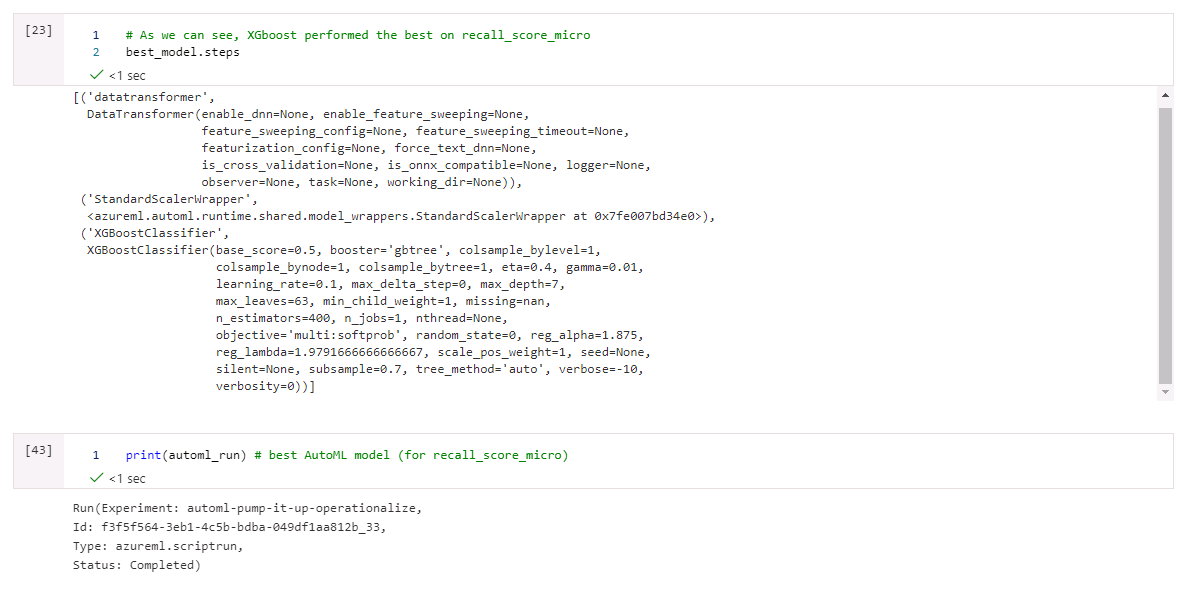 [23]
1 # As we can see, XGboost performed the best on recall_score_micro
2 best_model.steps
<1 sec
[('datatransformer',
DataTransformer(enable_dnn=None, enable_feature_sweeping=None,
feature_sweeping_config=None, feature_sweeping_timeout=None,
featurization_config=None, force_text_dnn=None,
is_cross_validation=None, is_onnx_compatible=None, logger=None,
observer=None, task=None, working_dir=None)),
('StandardScalerWrapper',
<azureml.automl.runtime.shared.model_wrappers.StandardScalerWrapper at 0x7fe007bd34e0>),
('XGBoostClassifier',
XGBoostClassifier(base_score=0.5, booster='gbtree', colsample_bylevel=1,
colsample_bynode=1, colsample_bytree=1, eta=0.4, gamma=0.01,
learning_rate=0.1, max_delta_step=0, max_depth=7,
max_leaves=63, min_child_weight=1, missing=nan,
n_estimators=400, n_jobs=1, nthread=None,
objective='multi:softprob', random_state=0, reg_alpha=1.875,
reg_lambda=1.9791666666666667, scale_pos_weight=1, seed=None,
silent=None, subsample=0.7, tree_method='auto', verbose=-10,
verbosity=0))]
[43]
1 print(automl_run) # best AutoML model (for recall_score_micro)
<1 sec
Run(Experiment: automl-pump-it-up-operationalize,
Id: f3f5f564-3eb1-4c5b-bdba-049df1aa812b_33,
Type: azureml.scriptrun,
Status: Completed)